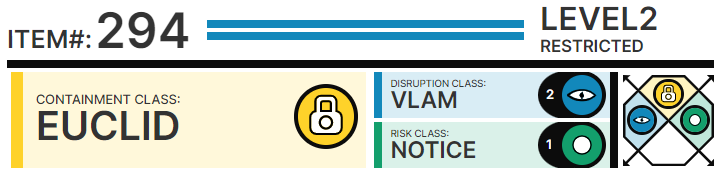 ITEM#: 294
LEVEL2
RESTRICTED
CONTAINMENT CLASS:
EUCLID
DISRUPTION CLASS:
VLAM
2
RISK CLASS:
NOTICE
1